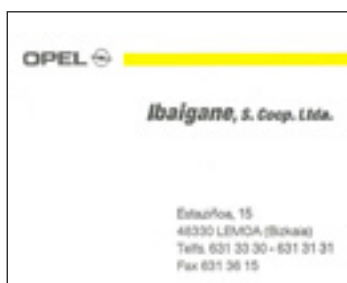 OPEL
Ibaigane, S. Coop. Ltda.
Estaziñoa, 15
48330 LEMOA (Bizkaia)
Telfs. 631 33 30 - 631 31 31
Fax 631 36 15